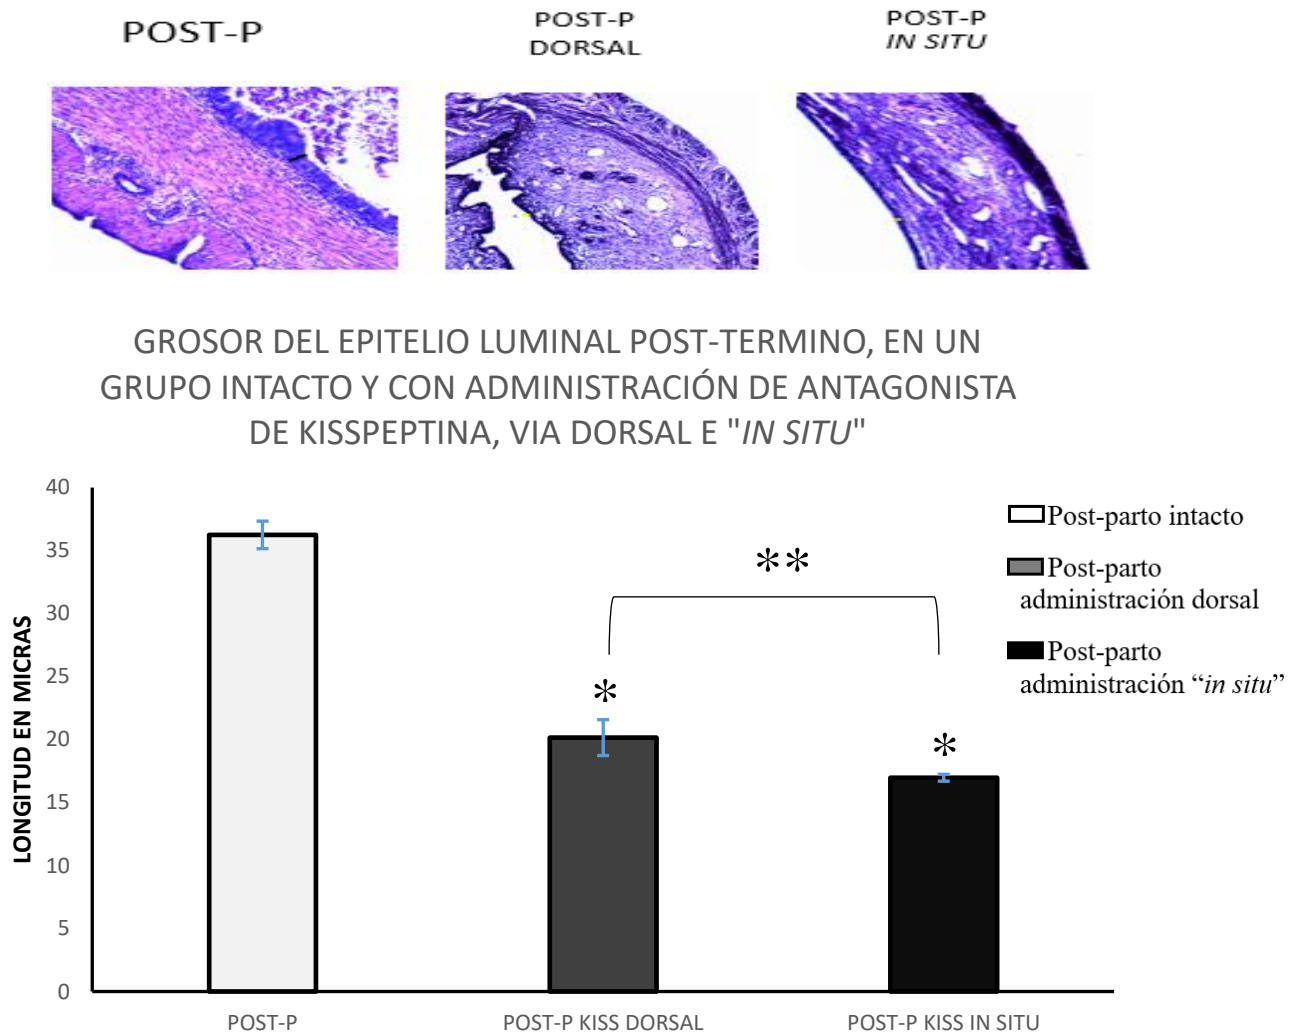 POST-P
POST-P
DORSAL
POST-P
IN SITU
GROSOR DEL EPITELIO LUMINAL POST-TERMINO, EN UN
GRUPO INTACTO Y CON ADMINISTRACIÓN DE ANTAGONISTA
DE KISSPEPTINA, VIA DORSAL E "IN SITU"
LONGITUD EN MICRAS
40
35
30
25
20
15
10
5
0
*
**
*
POST-P
POST-P KISS DORSAL
POST-P KISS IN SITU
Post-parto intacto
Post-parto
administración dorsal
Post-parto
administración “in situ”